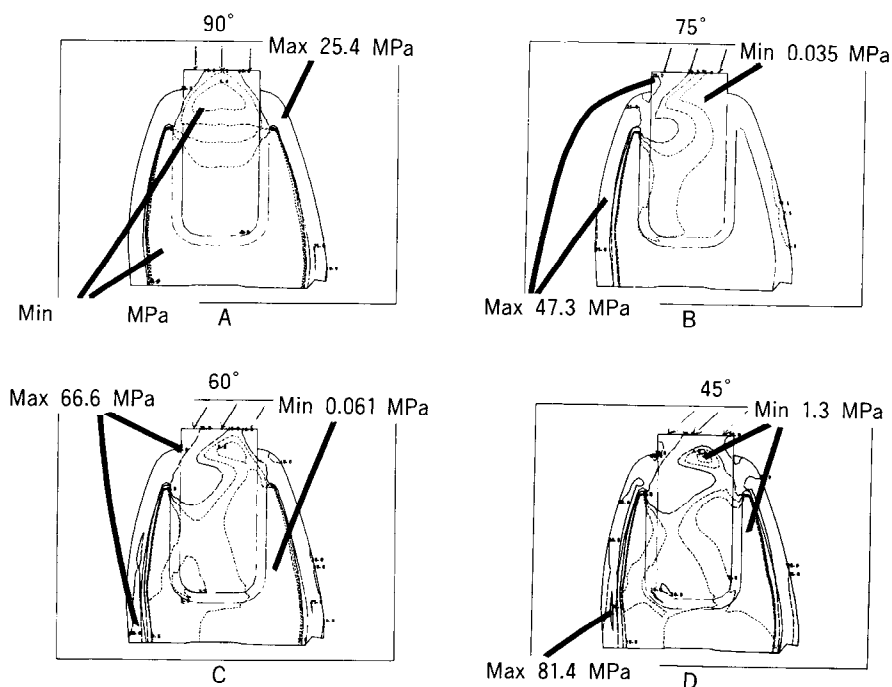 90°
Max 25.4 MPa
Min MPa
A
75°
Min 0.035 MPa
Max 47.3 MPa
B
60°
Max 66.6 MPa
Min 0.061 MPa
C
45°
Min 1.3 MPa
Max 81.4 MPa
D